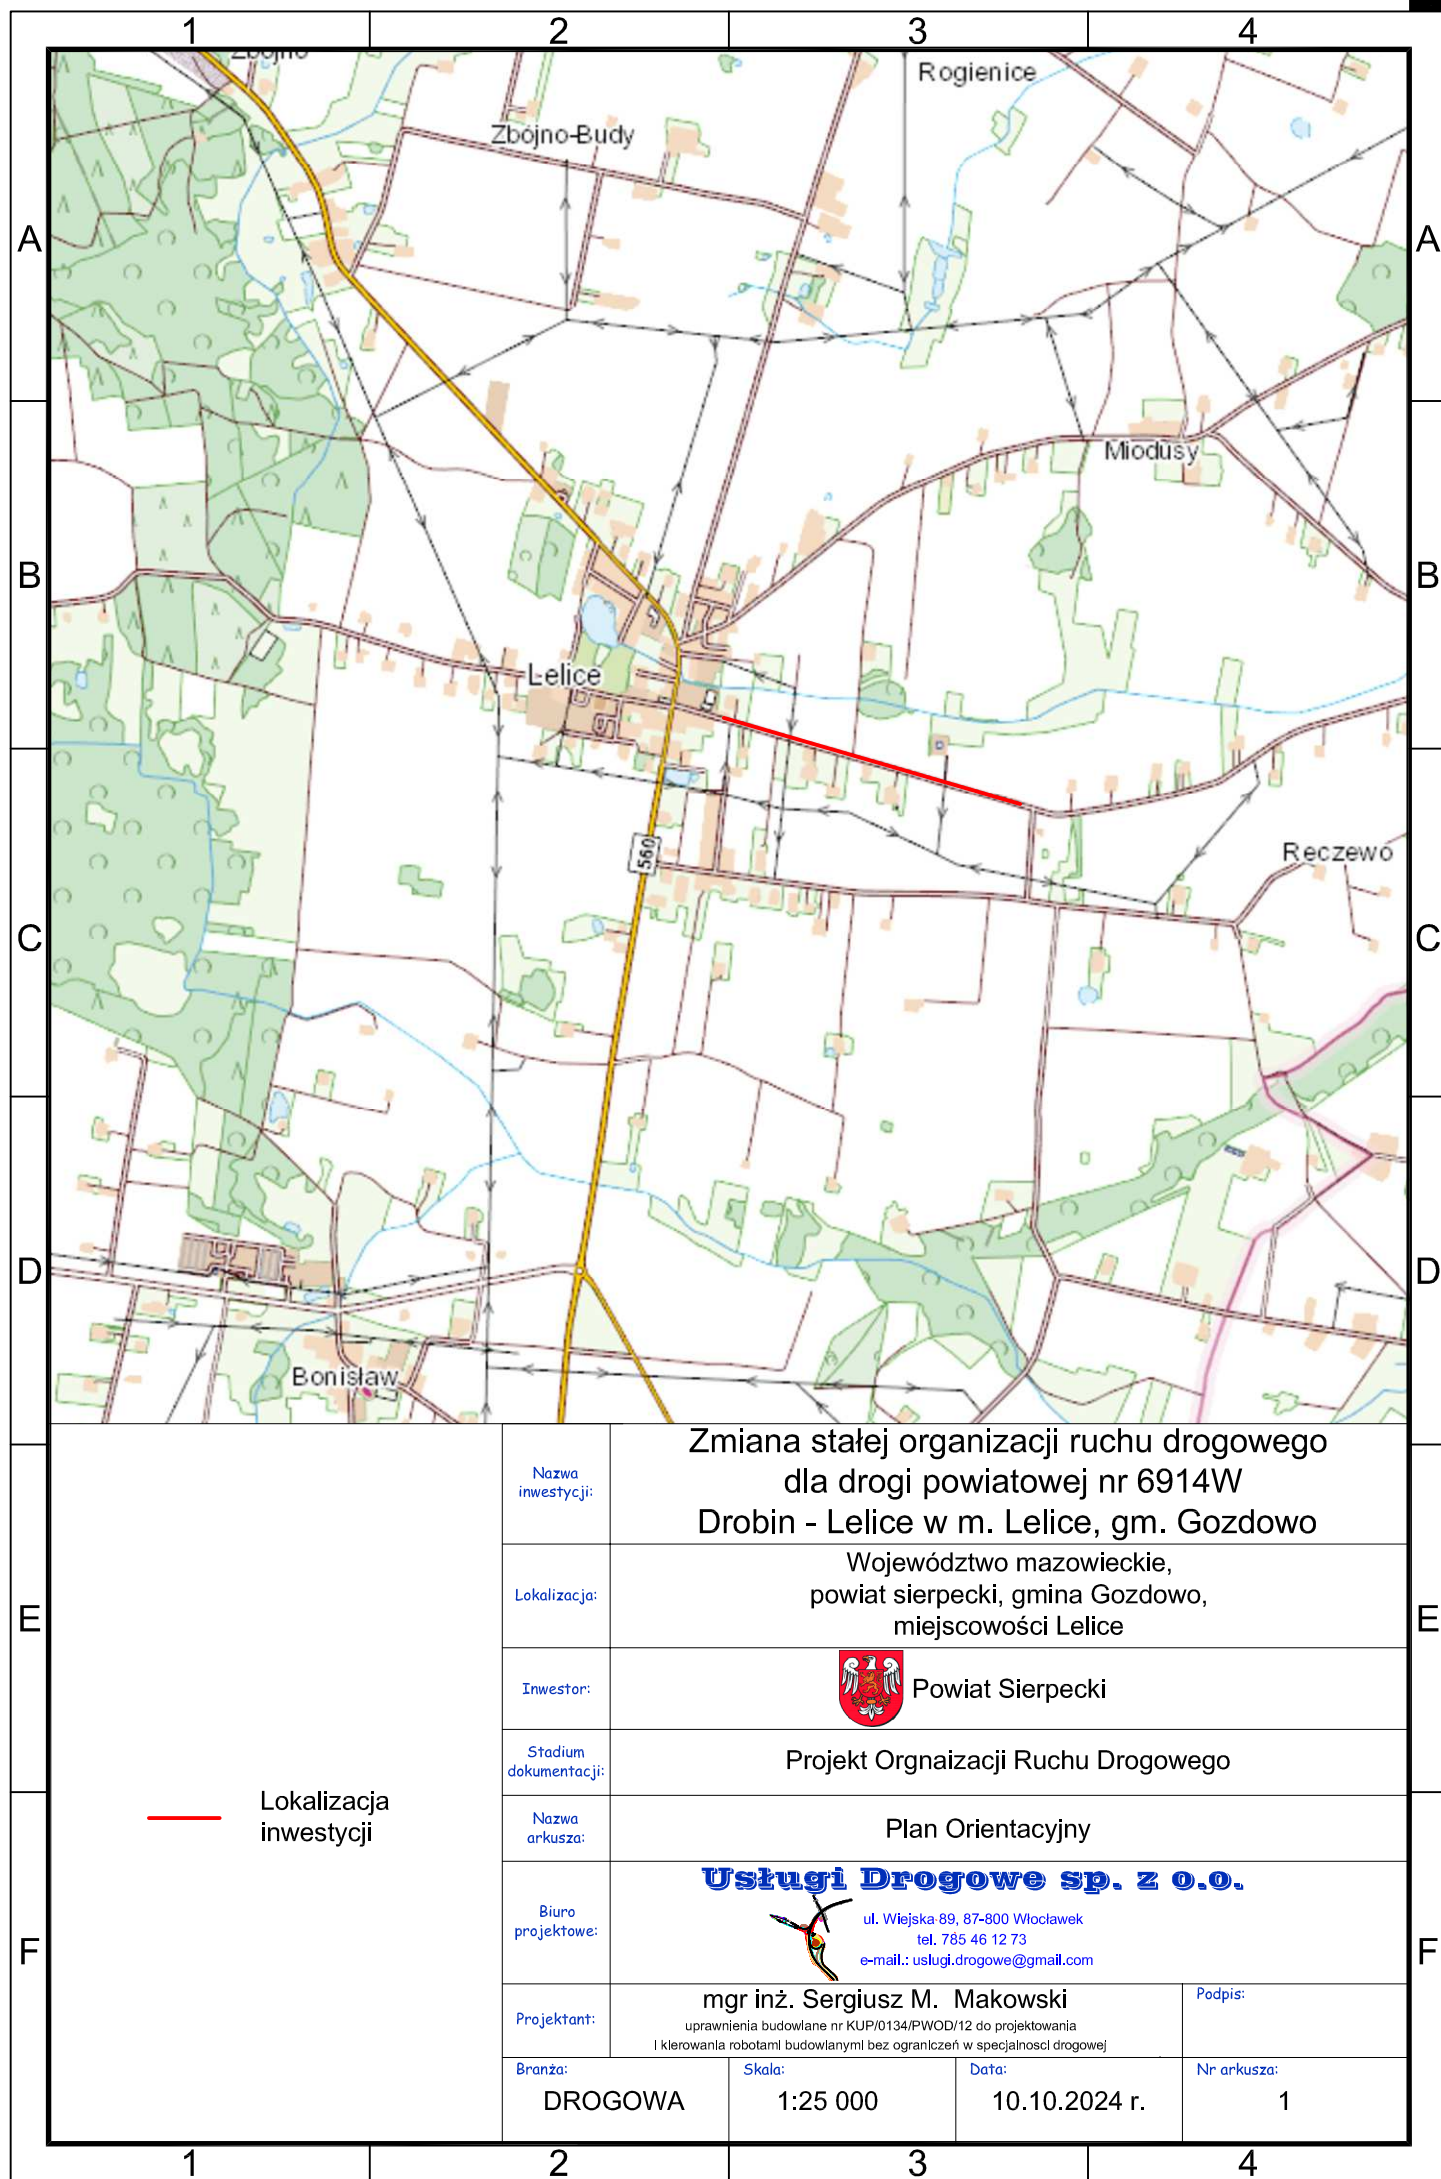 1 2 3 4
Zbójno
Rogienice
Zbójno-Budy
A A
Miodusy
B B
Lelice
560
Reczewo
C C
D D
Bonisław
Nazwa
inwestycji:
Zmiana stałej organizacji ruchu drogowego
dla drogi powiatowej nr 6914W
Drobin - Lelice w m. Lelice, gm. Gozdowo
Lokalizacja:
Województwo mazowieckie,
powiat sierpecki, gmina Gozdowo,
miejscowości Lelice
E E
Inwestor:
Powiat Sierpecki
Stadium
dokumentacji:
Projekt Orgnaizacji Ruchu Drogowego
Lokalizacja
inwestycji
Nazwa
arkusza:
Plan Orientacyjny
Biuro
projektowe:
Usługi Drogowe sp. z o.o.
ul. Wiejska 89, 87-800 Włocławek
tel. 785 46 12 73
e-mail.: uslugi.drogowe@gmail.com
F F
Projektant:
mgr inż. Sergiusz M. Makowski
uprawnienia budowlane nr KUP/0134/PWOD/12 do projektowania
i kierowania robotami budowlanymi bez ograniczeń w specjalnosci drogowej
Podpis:
Branża:
DROGOWA
Skala:
1:25 000
Data:
10.10.2024 r.
Nr arkusza:
1
1 2 3 4